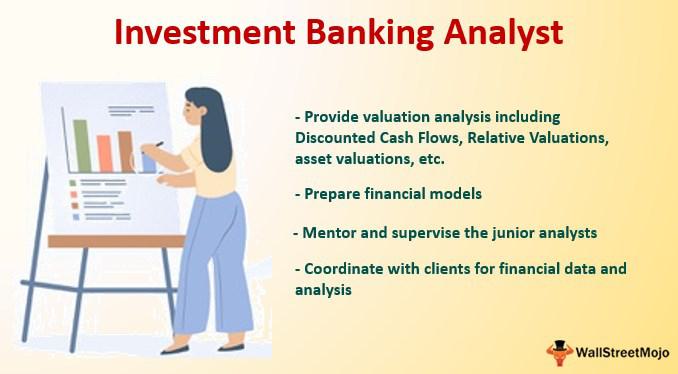 Investment Banking Analyst
- Provide valuation analysis including
Discounted Cash Flows, Relative Valuations,
asset valuations, etc.
- Prepare financial models
- Mentor and supervise the junior analysts
- Coordinate with clients for financial data and
analysis
WallStreetMojo